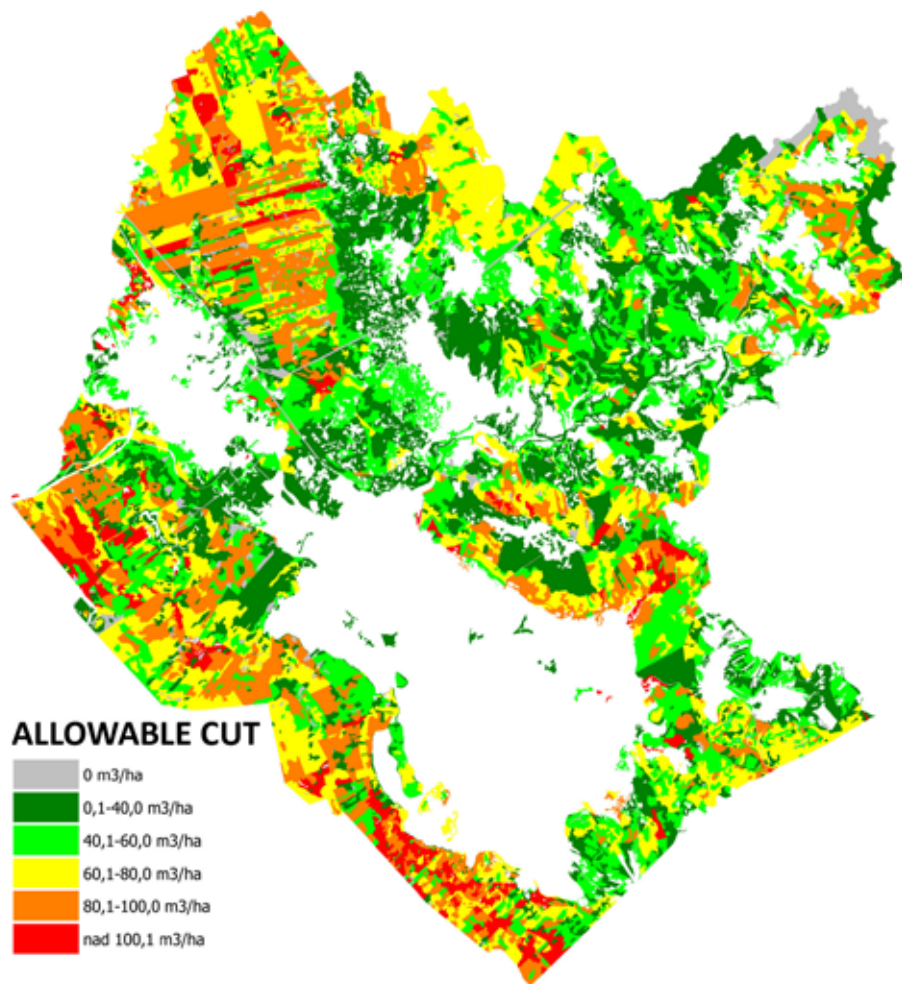 ALLOWABLE CUT
0 m3/ha
0,1-40,0 m3/ha
40,1-60,0 m3/ha
60,1-80,0 m3/ha
80,1-100,0 m3/ha
nad 100,1 m3/ha